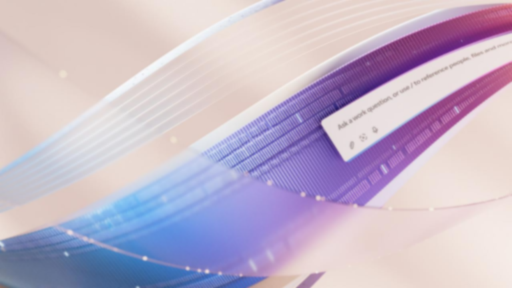 Ask a work question, or use / to reference people, files and more